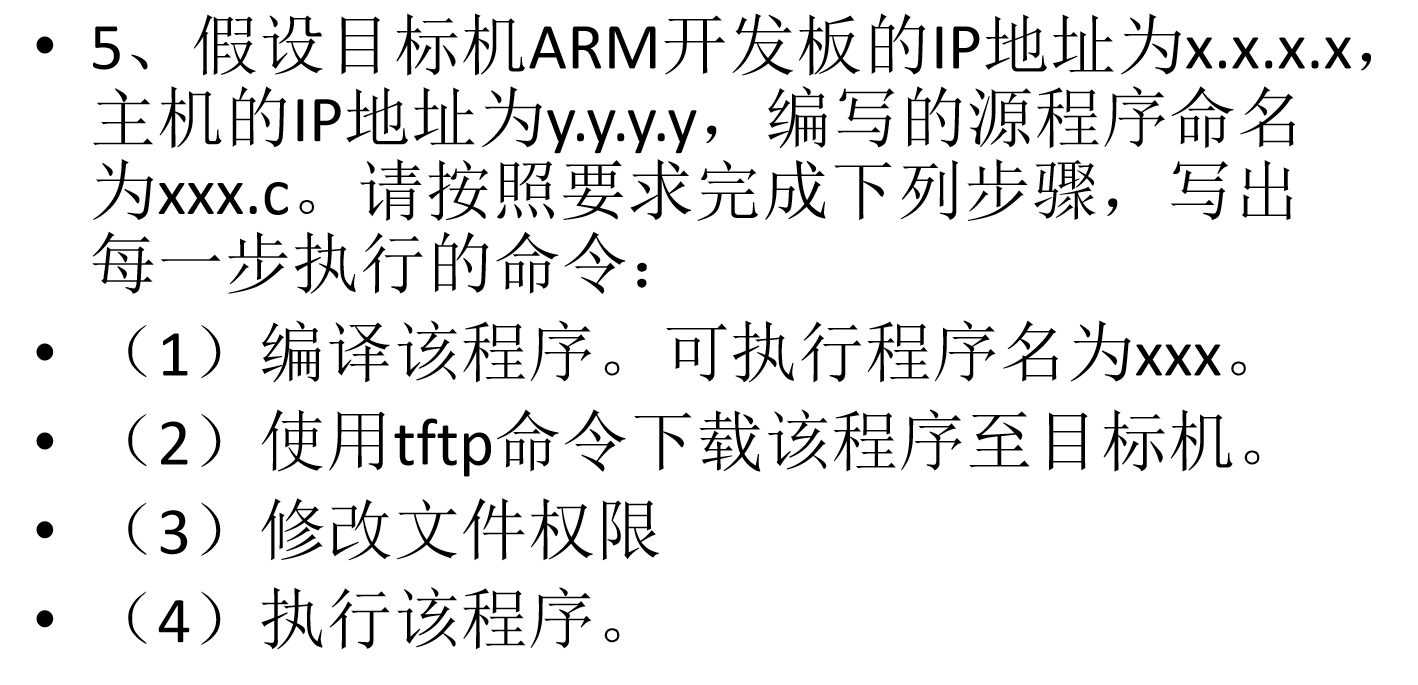 • 5、假设目标机ARM开发板的IP地址为x.x.x.x，
主机的IP地址为y.y.y.y，编写的源程序命名
为xxx.c。请按照要求完成下列步骤，写出
每一步执行的命令：
• （1）编译该程序。可执行程序名为xxx。
• （2）使用tftp命令下载该程序至目标机。
• （3）修改文件权限
• （4）执行该程序。